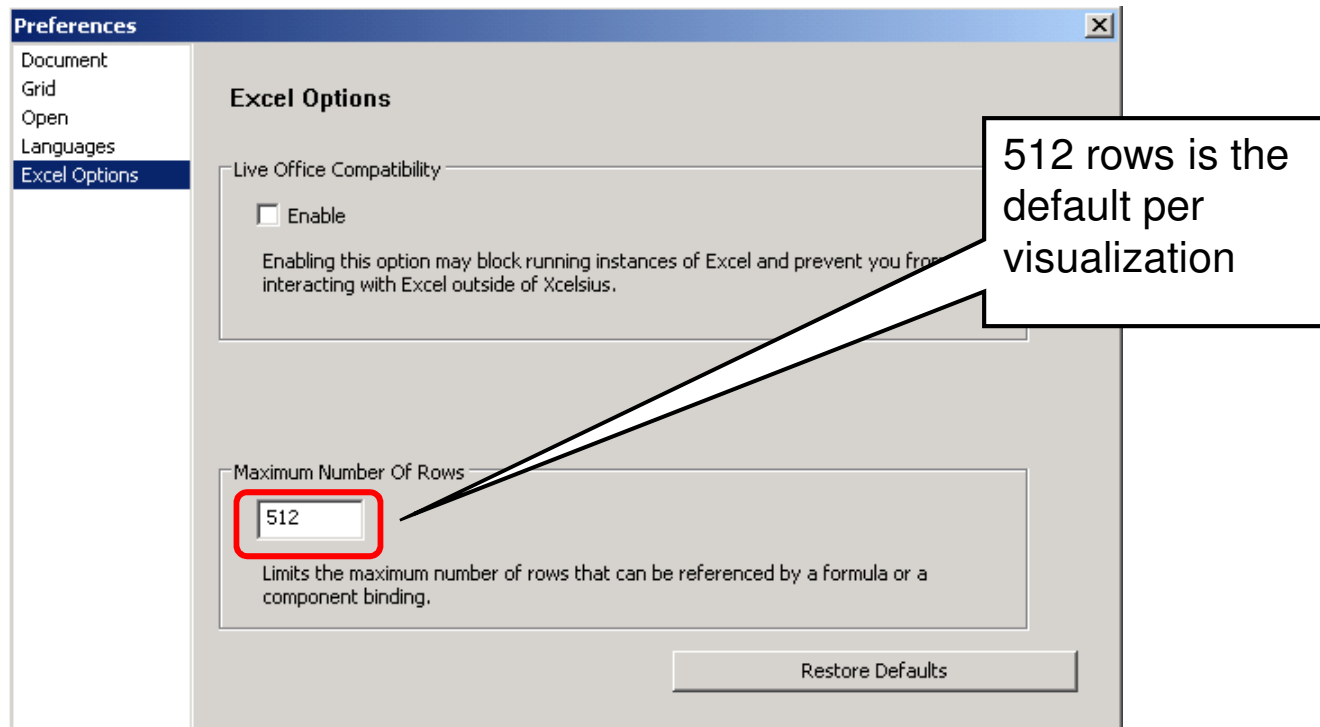 Preferences
Document
Grid
Open
Languages
Excel Options
Excel Options
Live Office Compatibility
Enable
Enabling this option may block running instances of Excel and prevent you from
interacting with Excel outside of Xcelsius.
512 rows is the
default per
visualization
Maximum Number Of Rows
512
Limits the maximum number of rows that can be referenced by a formula or a
component binding.
Restore Defaults